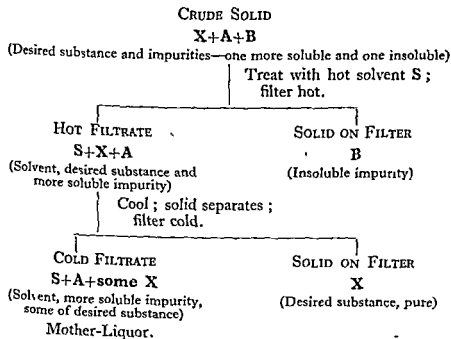 CRUDE SOLID
X+A+B
(Desired substance and impurities—one more soluble and one insoluble)
Treat with hot solvent S ;
filter hot.
HOT FILTRATE
S+X+A
(Solvent, desired substance and
more soluble impurity)
SOLID ON FILTER
B
(Insoluble impurity)
Cool ; solid separates ;
filter cold.
COLD FILTRATE
S+A+some X
(Solvent, more soluble impurity,
some of desired substance)
Mother-Liquor.
SOLID ON FILTER
X
(Desired substance, pure)